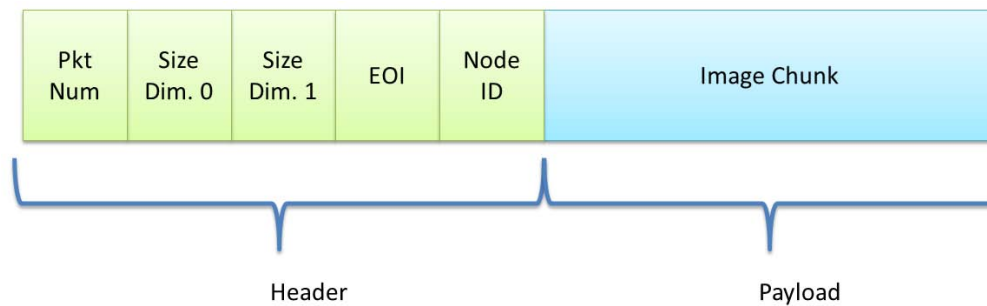 Pkt
Num
Size
Dim. 0
Size
Dim. 1
EOI
Node
ID
Image Chunk
Header
Payload